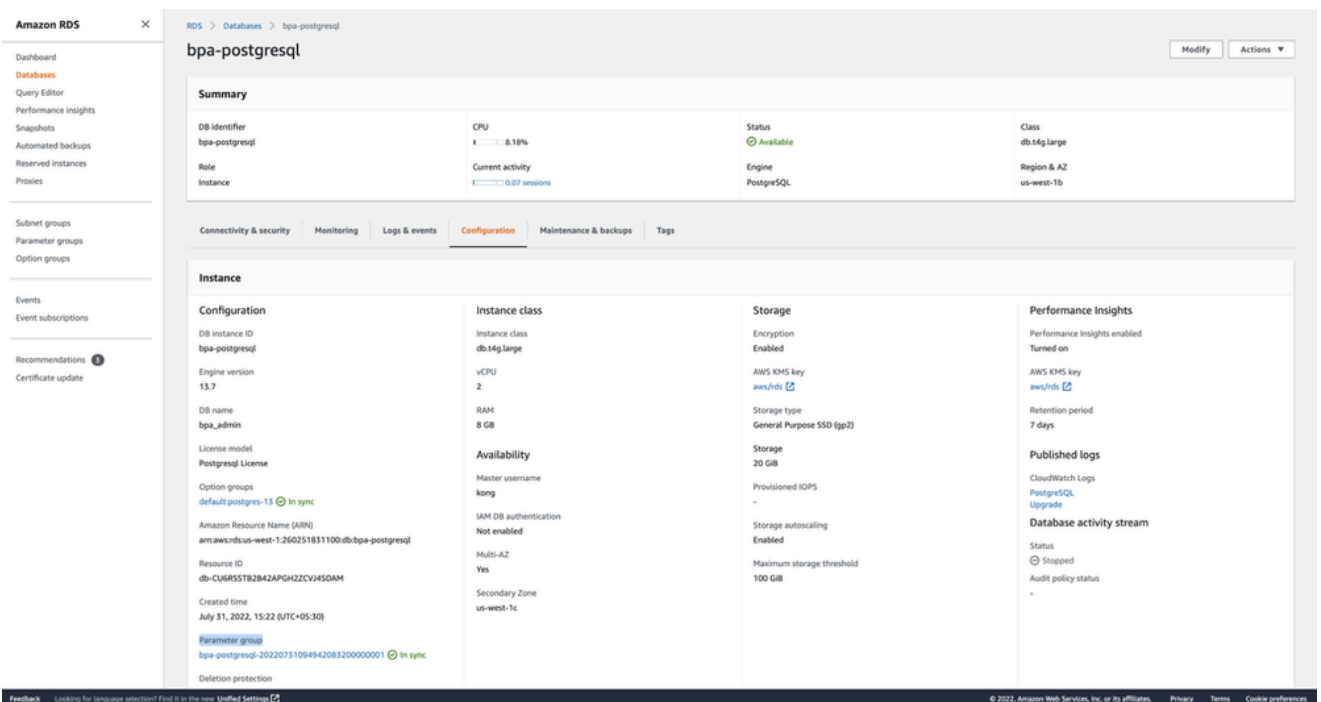 Amazon RDS
Dashboard
Databases
Query Editor
Performance insights
Snapshots
Automated backups
Reserved instances
Proxies
Subnet groups
Parameter groups
Option groups
Events
Event subscriptions
Recommendations 3
Certificate update
RDS > Databases > bpa-postgresql
bpa-postgresql
Modify
Actions
Summary
DB identifier
bpa-postgresql
CPU
8.18%
Status
Available
Class
db.t4g.large
Role
Instance
Current activity
0.07 sessions
Engine
PostgreSQL
Region & AZ
us-west-1b
Connectivity & security
Monitoring
Logs & events
Configuration
Maintenance & backups
Tags
Instance
Configuration
DB instance ID
bpa-postgresql
Engine version
13.7
DB name
bpa_admin
License model
Postgresql License
Option groups
default:postgres-13 In sync
Amazon Resource Name (ARN)
arn:aws:rds:us-west-1:260251831100:db:bpa-postgresql
Resource ID
db-CU6RSSTB2B42APGH2ZCVJ4SDAM
Created time
July 31, 2022, 15:22 (UTC+05:30)
Parameter group
bpa-postgresql-20220731094942083200000001 In sync
Deletion protection
Instance class
Instance class
db.t4g.large
vCPU
2
RAM
8 GB
Availability
Master username
kong
IAM DB authentication
Not enabled
Multi-AZ
Yes
Secondary Zone
us-west-1c
Storage
Encryption
Enabled
AWS KMS key
aws/rds
Storage type
General Purpose SSD (gp2)
Storage
20 GiB
Provisioned IOPS
-
Storage autoscaling
Enabled
Maximum storage threshold
100 GiB
Performance Insights
Performance Insights enabled
Turned on
AWS KMS key
aws/rds
Retention period
7 days
Published logs
CloudWatch Logs
PostgreSQL
Upgrade
Database activity stream
Status
Stopped
Audit policy status
-
Feedback
Looking for language selection? Find it in the new Unified Settings
© 2022, Amazon Web Services, Inc. or its affiliates.
Privacy
Terms
Cookie preferences